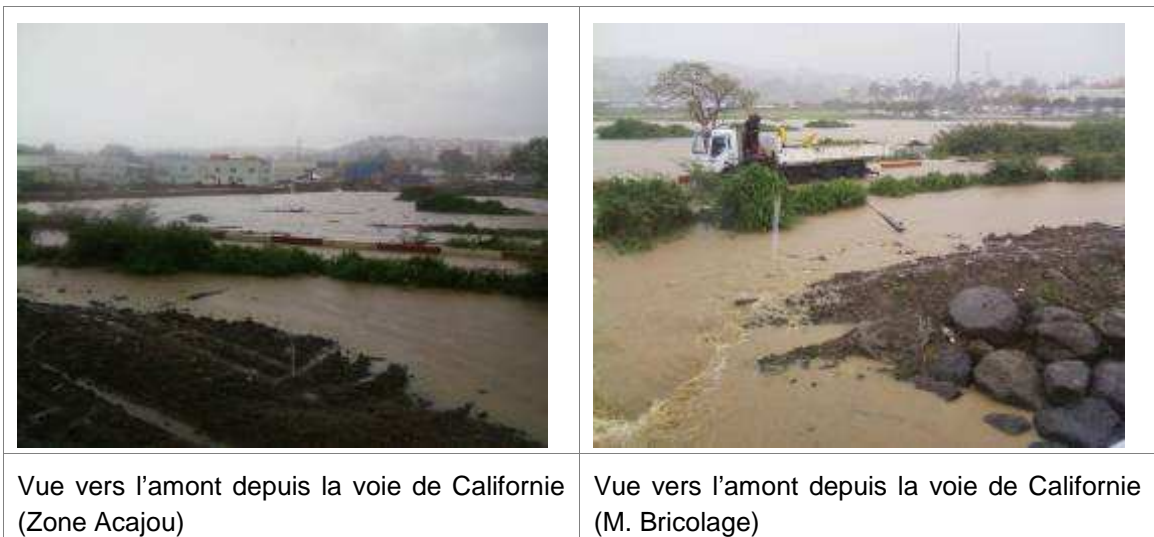 Vue vers l'amont depuis la voie de Californie
(Zone Acajou)
Vue vers l'amont depuis la voie de Californie
(M. Bricolage)